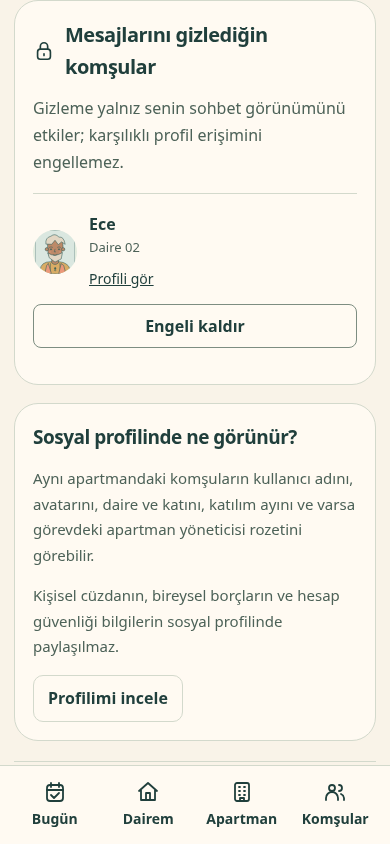 Mesajlarını gizlediğin
komşular
Gizleme yalnız senin sohbet görünümünü
etkiler; karşılıklı profil erişimini
engellemez.
Ece
Daire 02
Profili gör
Engeli kaldır
Sosyal profilinde ne görünür?
Aynı apartmandaki komşuların kullanıcı adını,
avatarını, daire ve katını, katılım ayını ve varsa
görevdeki apartman yöneticisi rozetini
görebilir.
Kişisel cüzdanın, bireysel borçların ve hesap
güvenliği bilgilerin sosyal profilinde
paylaşılmaz.
Profilimi incele
Bugün
Dairem
Apartman
Komşular